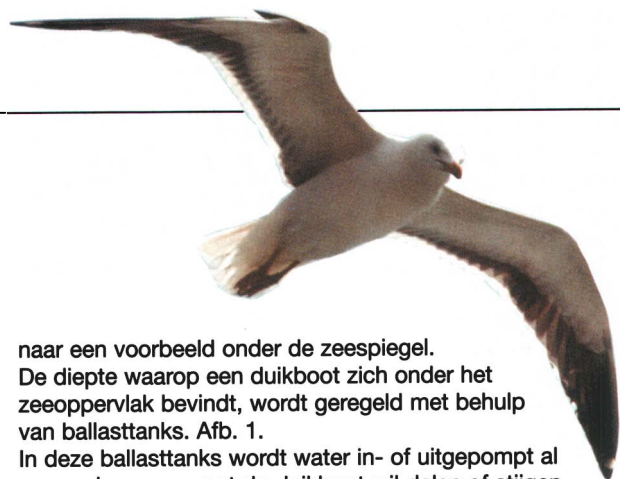 naar een voorbeeld onder de zeespiegel.
De diepte waarop een duikboot zich onder het
zeeoppervlak bevindt, wordt geregeld met behulp
van ballasttanks. Afb. 1.
In deze ballasttanks wordt water in- of uitgepompt al